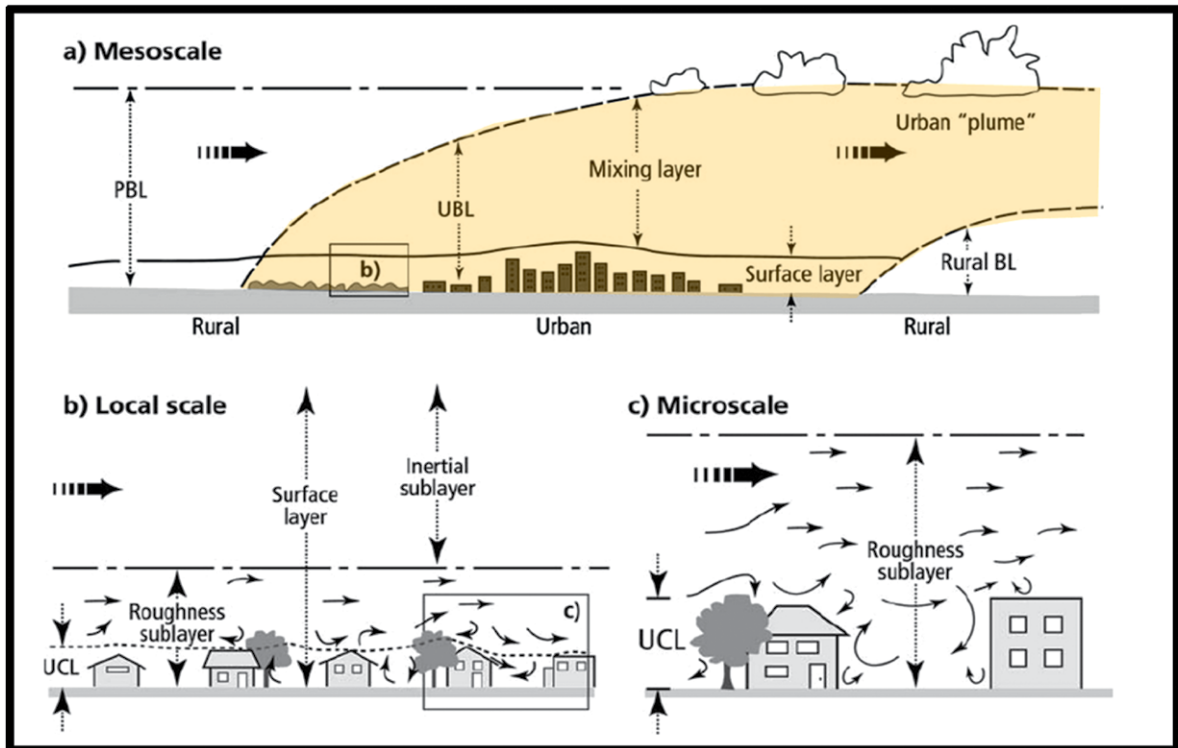 a) Mesoscale
Urban "plume"
Mixing layer
PBL
UBL
b)
Surface layer
Rural BL
Rural
Urban
Rural
b) Local scale
Inertial
sublayer
Surface
layer
Roughness
sublayer
c)
UCL
c) Microscale
Roughness
sublayer
UCL